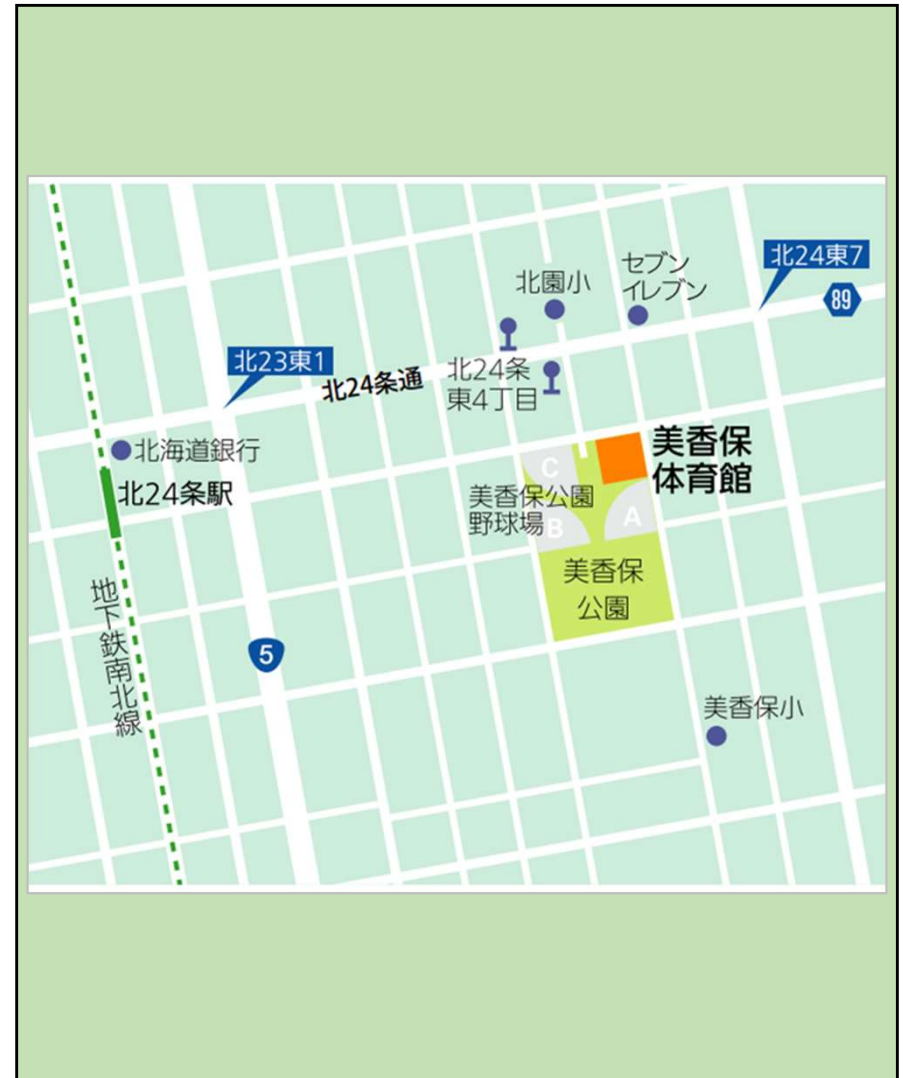 北24東7
セブン
イレブン
北園小
89
北23東1
北24条通
北24条
東4丁目
北海道銀行
北24条駅
美香保
体育館
C
美香保公園
野球場
B
A
美香保
公園
地下鉄南北線
5
美香保小